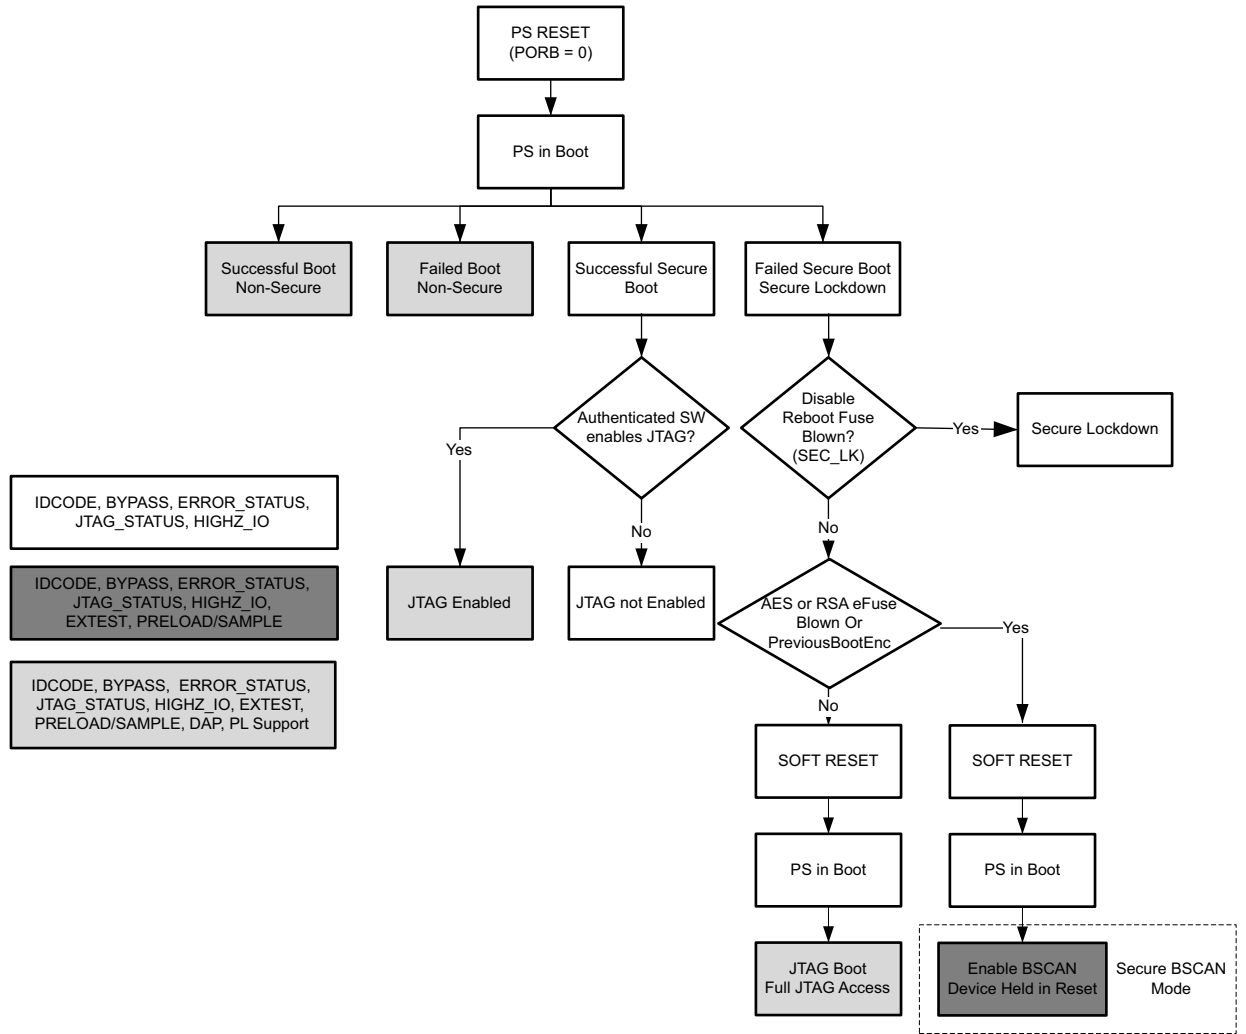 PS RESET
(PORB = 0)
PS in Boot
Successful Boot
Non-Secure
Failed Boot
Non-Secure
Successful Secure
Boot
Failed Secure Boot
Secure Lockdown
Authenticated SW
enables JTAG?
Disable
Reboot Fuse
Blown?
(SEC_LK)
Yes
Yes
Secure Lockdown
No
No
IDCODE, BYPASS, ERROR_STATUS,
JTAG_STATUS, HIGHZ_IO
IDCODE, BYPASS, ERROR_STATUS,
JTAG_STATUS, HIGHZ_IO,
EXTEST, PRELOAD/SAMPLE
IDCODE, BYPASS, ERROR_STATUS,
JTAG_STATUS, HIGHZ_IO, EXTEST,
PRELOAD/SAMPLE, DAP, PL Support
JTAG Enabled
JTAG not Enabled
AES or RSA eFuse
Blown Or
PreviousBootEnc
Yes
No
SOFT RESET
SOFT RESET
PS in Boot
PS in Boot
JTAG Boot
Full JTAG Access
Enable BSCAN
Device Held in Reset
Secure BSCAN
Mode